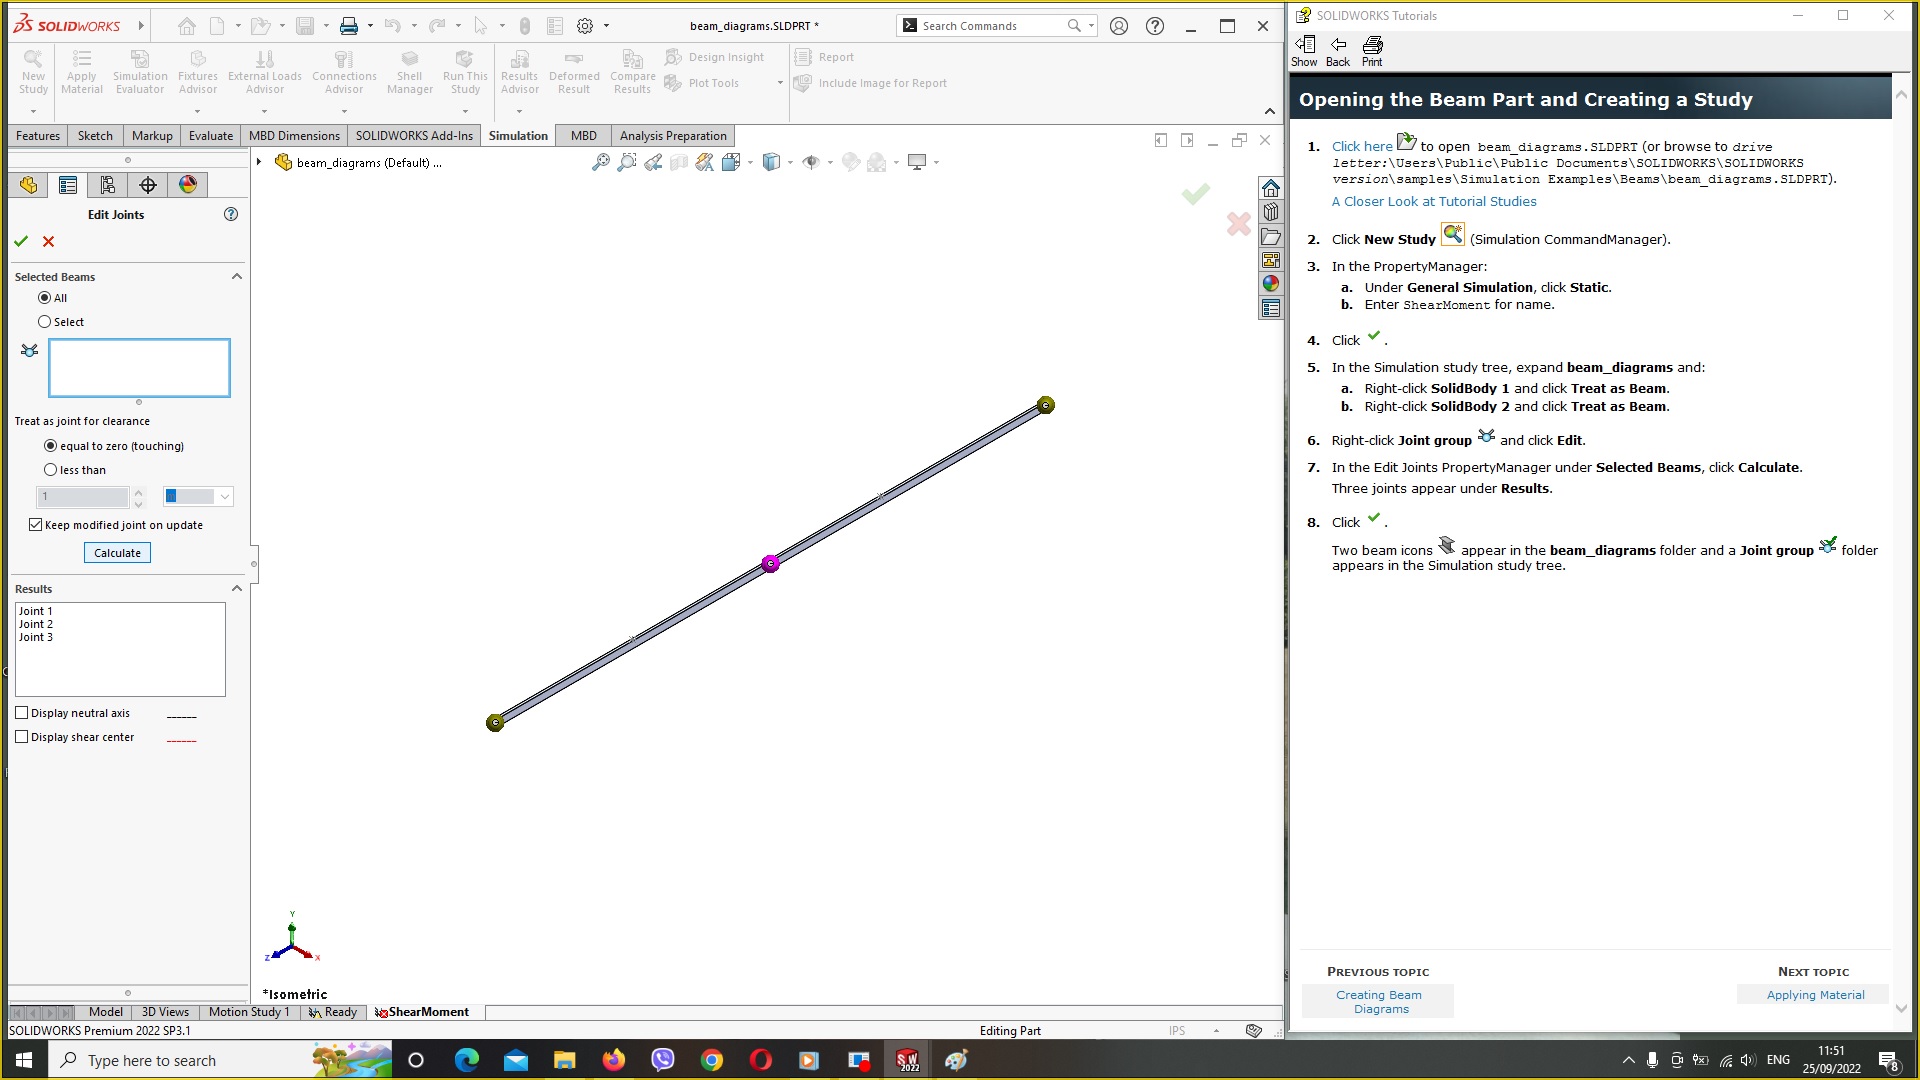 SOLIDWORKS
beam_diagrams.SLDPRT *
Search Commands
New Study
Apply Material
Simulation Evaluator
Fixtures Advisor
External Loads Advisor
Connections Advisor
Shell Manager
Run This Study
Results Advisor
Deformed Result
Compare Results
Design Insight
Plot Tools
Report
Include Image for Report
Features
Sketch
Markup
Evaluate
MBD Dimensions
SOLIDWORKS Add-Ins
Simulation
MBD
Analysis Preparation
beam_diagrams (Default) ...
Edit Joints
Selected Beams
All
Select
Treat as joint for clearance
equal to zero (touching)
less than
1
Keep modified joint on update
Calculate
Results
Joint 1
Joint 2
Joint 3
Display neutral axis
Display shear center
Y
Z
X
*Isometric
Model
3D Views
Motion Study 1
Ready
ShearMoment
SOLIDWORKS Premium 2022 SP3.1
Editing Part
IPS
SOLIDWORKS Tutorials
Show
Back
Print
Opening the Beam Part and Creating a Study
1. Click here to open beam_diagrams.SLDPRT (or browse to drive
letter:\Users\Public\Public Documents\SOLIDWORKS\SOLIDWORKS
version\samples\Simulation Examples\Beams\beam_diagrams.SLDPRT).
A Closer Look at Tutorial Studies
2. Click New Study (Simulation CommandManager).
3. In the PropertyManager:
a. Under General Simulation, click Static.
b. Enter ShearMoment for name.
4. Click .
5. In the Simulation study tree, expand beam_diagrams and:
a. Right-click SolidBody 1 and click Treat as Beam.
b. Right-click SolidBody 2 and click Treat as Beam.
6. Right-click Joint group and click Edit.
7. In the Edit Joints PropertyManager under Selected Beams, click Calculate.
Three joints appear under Results.
8. Click .
Two beam icons appear in the beam_diagrams folder and a Joint group folder
appears in the Simulation study tree.
PREVIOUS TOPIC
Creating Beam
Diagrams
NEXT TOPIC
Applying Material
Type here to search
SW
2022
ENG
11:51
25/09/2022
8